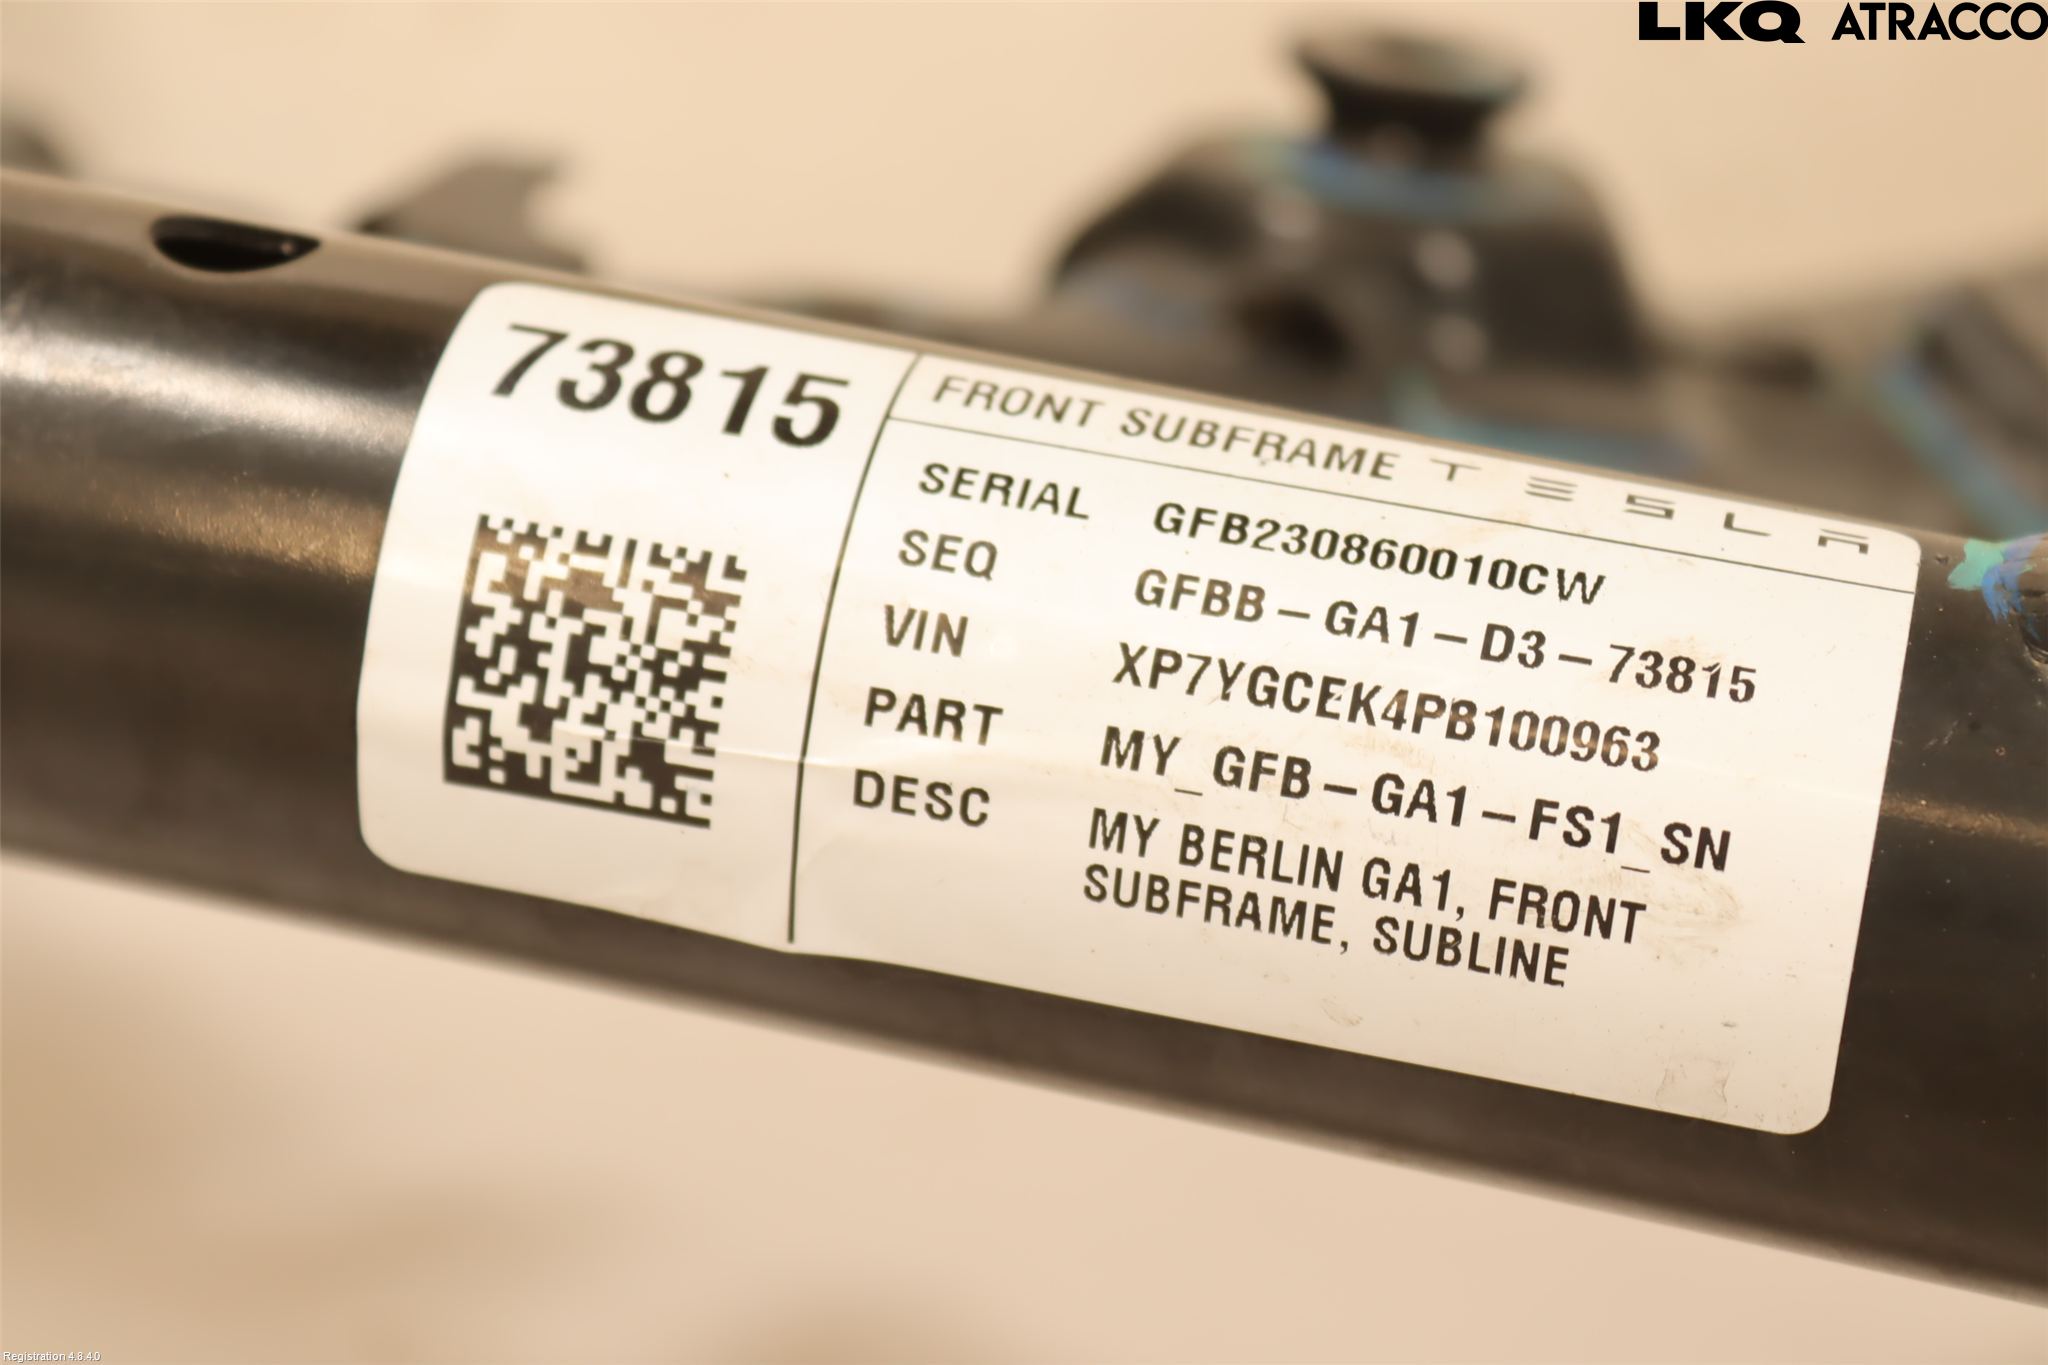 LKQ ATRACCO
73815
FRONT SUBFRAME TESLA
SERIAL GFB230860010CW
SEQ GFBB-GA1-D3-73815
VIN XP7YGCEK4PB100963
PART MY_GFB-GA1-FS1_SN
DESC MY BERLIN GA1, FRONT
SUBFRAME, SUBLINE
Registration 4.8.4.0